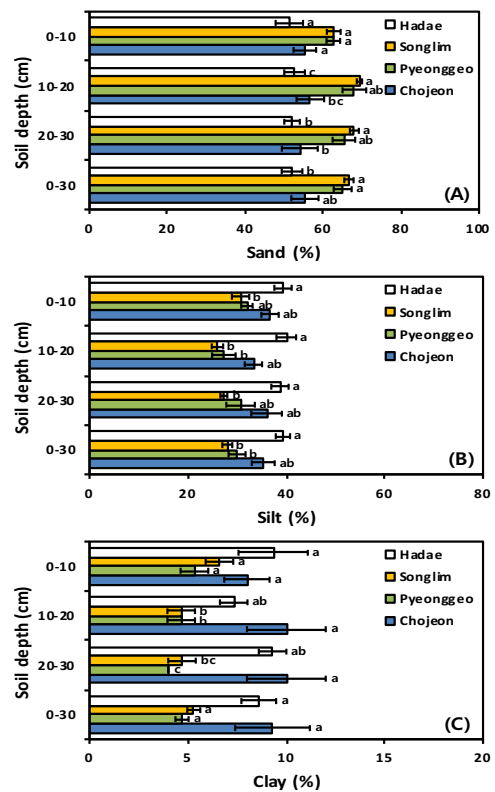 Soil depth (cm)
0-10
10-20
20-30
0-30
a
a
a
a
c
a
ab
bc
b
a
ab
b
b
a
a
ab
Hadae
Songlim
Pyeonggeo
Chojeon
(A)
0 20 40 60 80 100
Sand (%)
Soil depth (cm)
0-10
10-20
20-30
0-30
a
b
ab
ab
a
b
b
ab
a
b
ab
ab
a
b
b
ab
Hadae
Songlim
Pyeonggeo
Chojeon
(B)
0 20 40 60 80
Silt (%)
Soil depth (cm)
0-10
10-20
20-30
0-30
a
a
a
a
ab
b
b
a
ab
bc
c
a
a
a
a
a
Hadae
Songlim
Pyeonggeo
Chojeon
(C)
0 5 10 15 20
Clay (%)